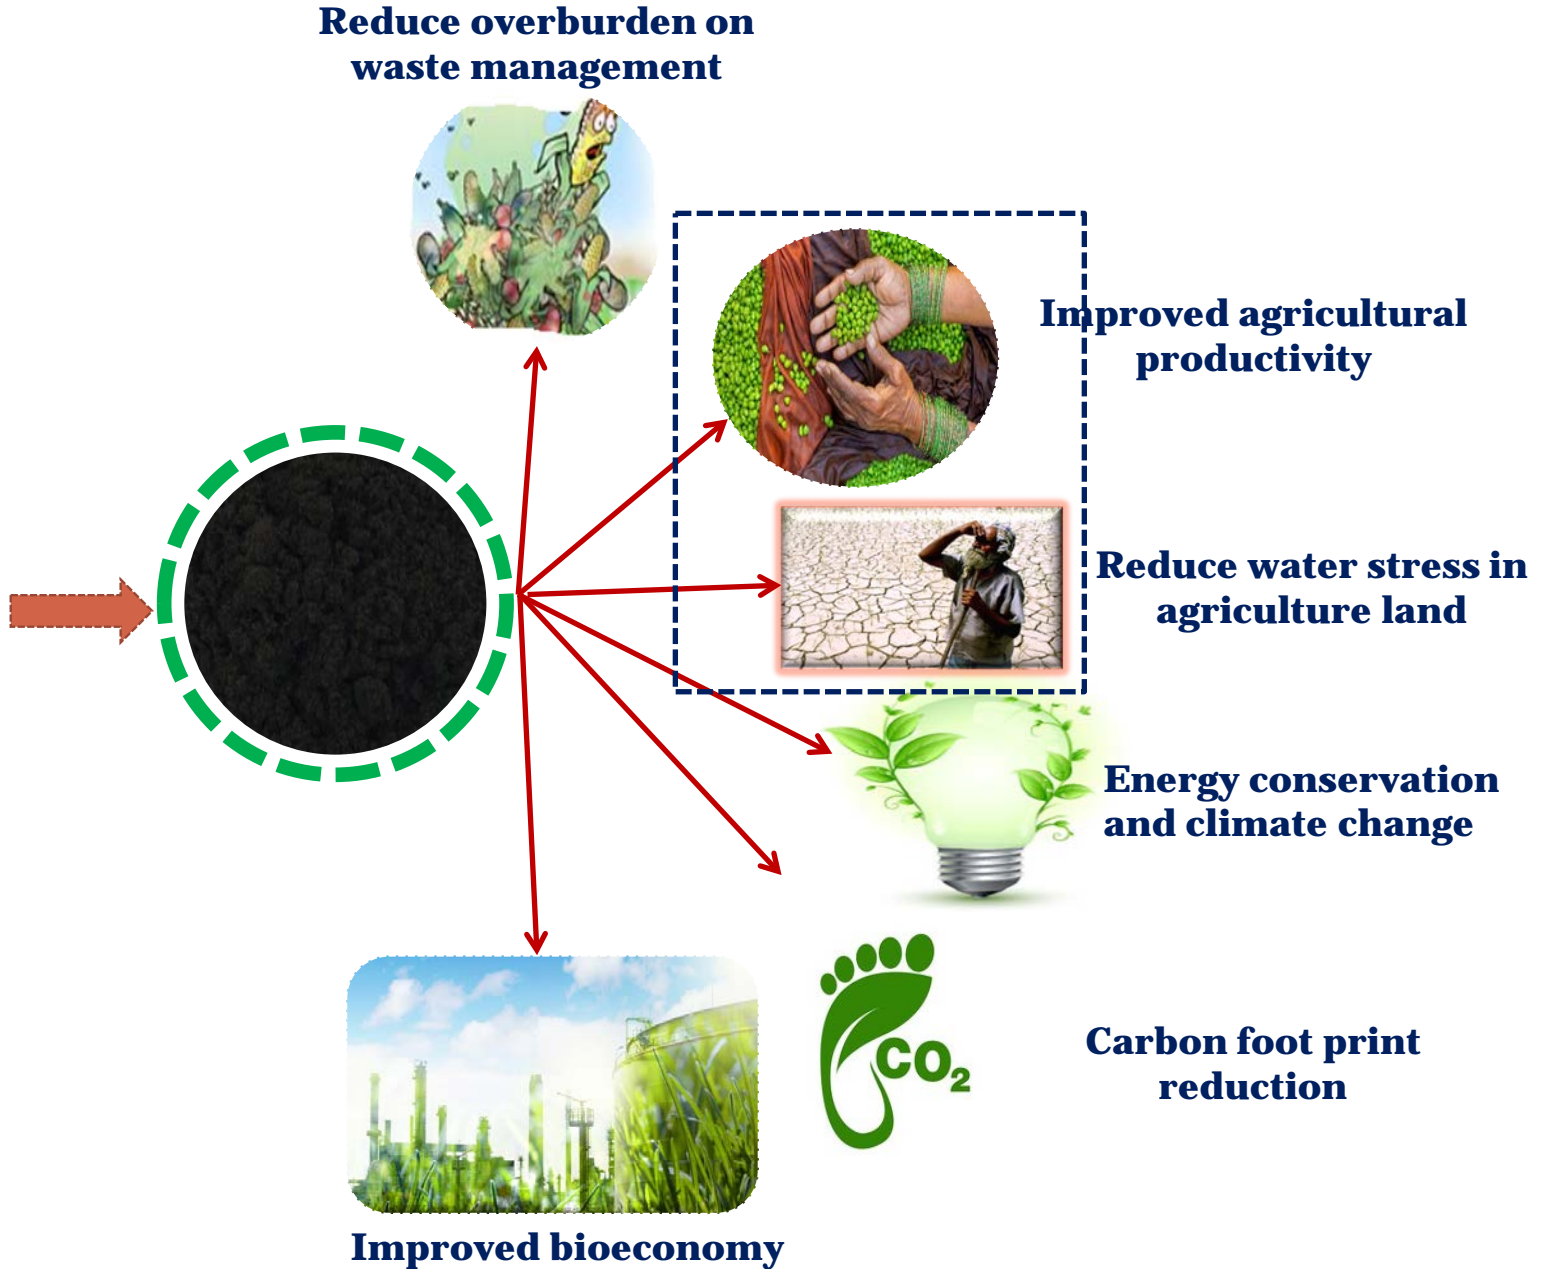 Reduce overburden on
waste management
Improved agricultural
productivity
Reduce water stress in
agriculture land
Energy conservation
and climate change
CO₂
Carbon foot print
reduction
Improved bioeconomy